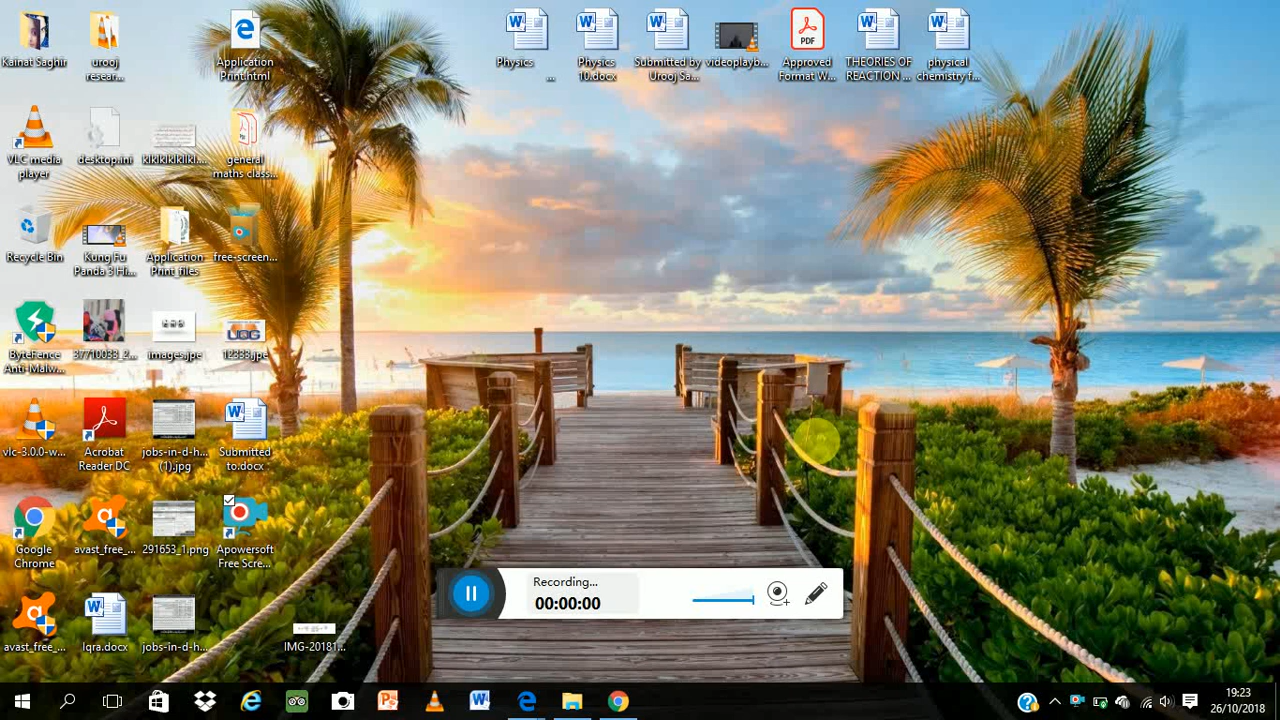 Kainat Saghir
urooj
resear...
Application
Print.html
Physics
...
Physics
10.docx
Submitted by
Urooj Sa...
videoplayb...
PDF
Approved
Format W...
THEORIES OF
REACTION ...
physical
chemistry f...
VLC media
player
desktop.ini
klklklklklkl....
general
maths class...
Recycle Bin
Kung Fu
Panda 3 Hi...
Application
Print_files
free-screen...
ByteFence
Anti-Malw...
37710033_2...
images.jpe
12333.jpe
vlc-3.0.0-w...
Acrobat
Reader DC
jobs-in-d-h...
(1).jpg
Submitted
to.docx
Google
Chrome
avast_free_...
291653_1.png
Apowersoft
Free Scre...
avast_free_...
Iqra.docx
jobs-in-d-h...
IMG-20181...
Recording...
00:00:00
19:23
26/10/2018